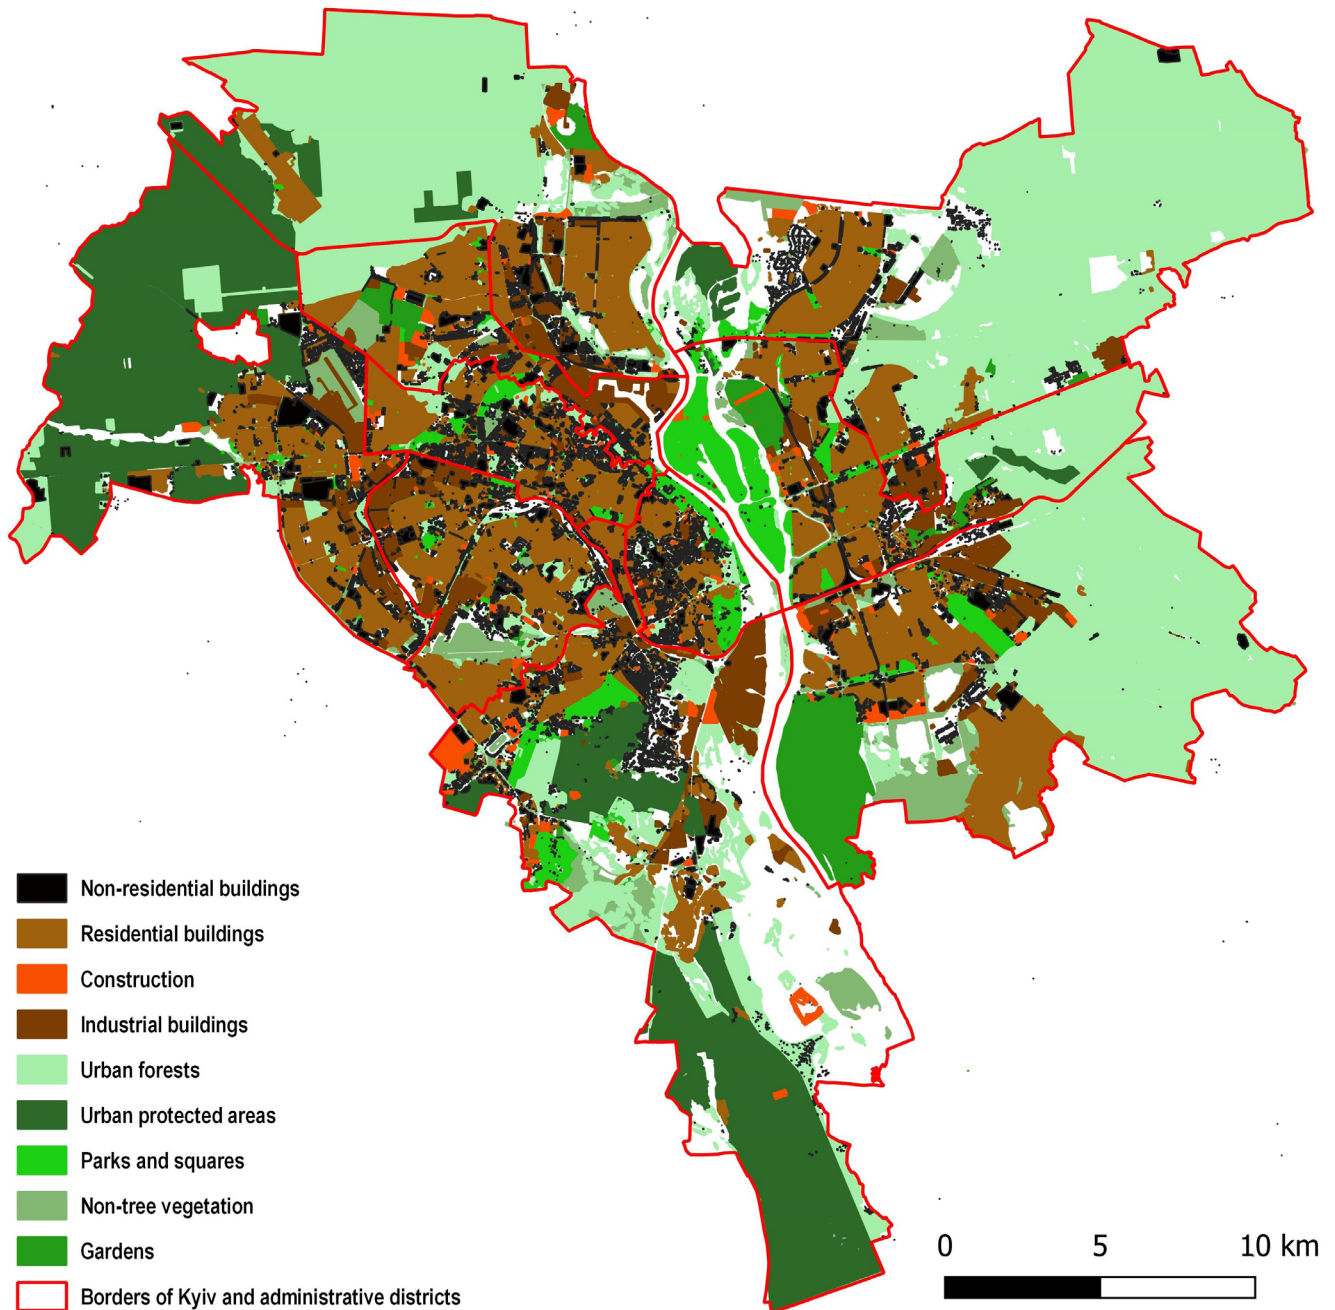 Non-residential buildings
Residential buildings
Construction
Industrial buildings
Urban forests
Urban protected areas
Parks and squares
Non-tree vegetation
Gardens
Borders of Kyiv and administrative districts
0 5 10 km